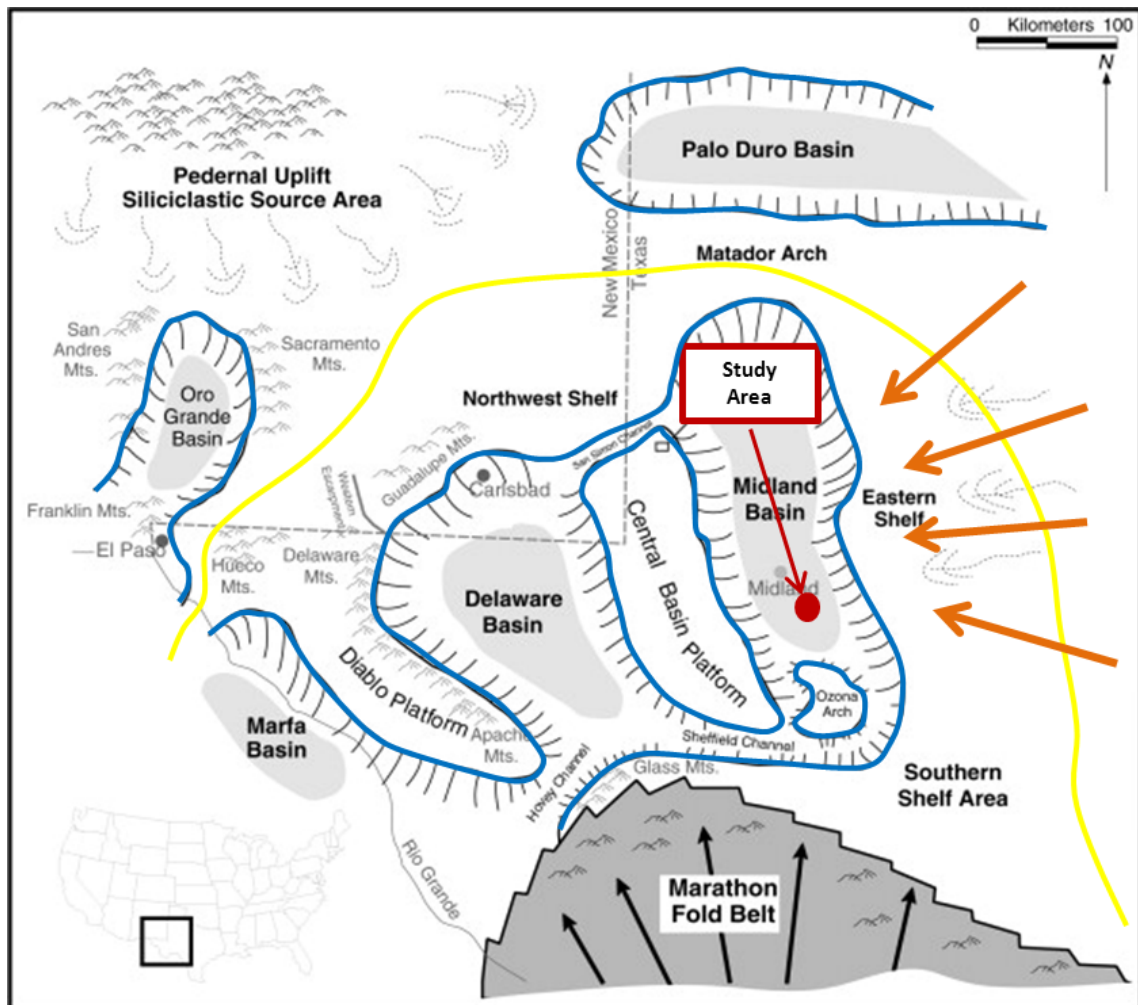 0 Kilometers 100
N
Pedernal Uplift
Siliciclastic Source Area
Palo Duro Basin
New Mexico
Texas
Matador Arch
San
Andres
Mts.
Sacramento
Mts.
Oro
Grande
Basin
Northwest Shelf
Study
Area
San Simon Channel
Guadalupe Mts.
Western
Escarpment
Carlsbad
Midland
Basin
Eastern
Shelf
Franklin Mts.
El Paso
Hueco
Mts.
Delaware
Mts.
Delaware
Basin
Central Basin Platform
Midland
Diablo Platform
Apache
Mts.
Ozona
Arch
Marfa
Basin
Sheffield Channel
Hovey Channel
Glass Mts.
Southern
Shelf Area
Rio Grande
Marathon
Fold Belt